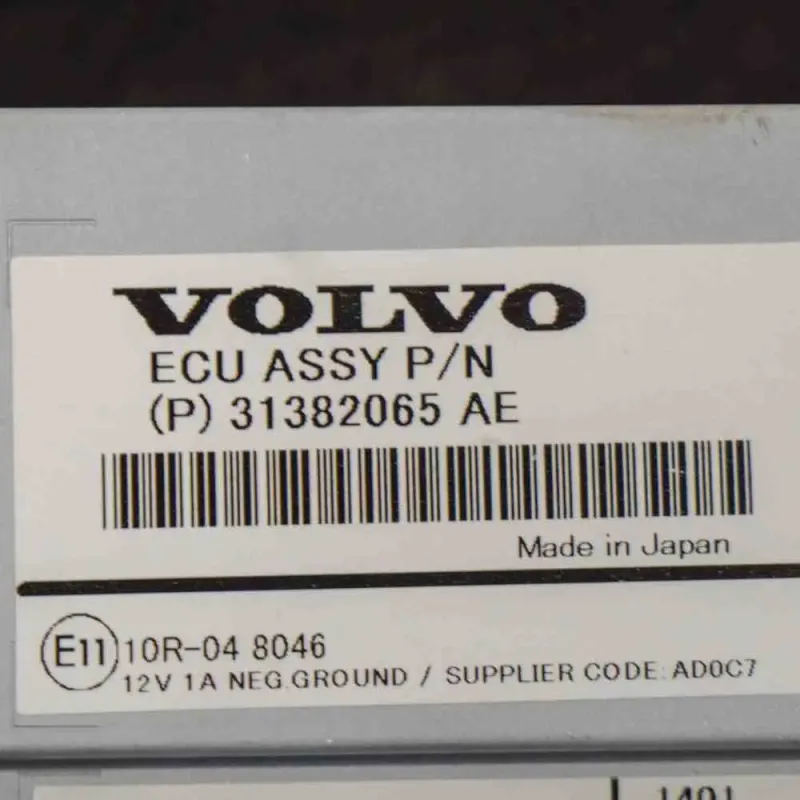 VOLVO
ECU ASSY P/N
(P) 31382065 AE
Made in Japan
E11 10R-04 8046
12V 1A NEG.GROUND / SUPPLIER CODE: AD0C7